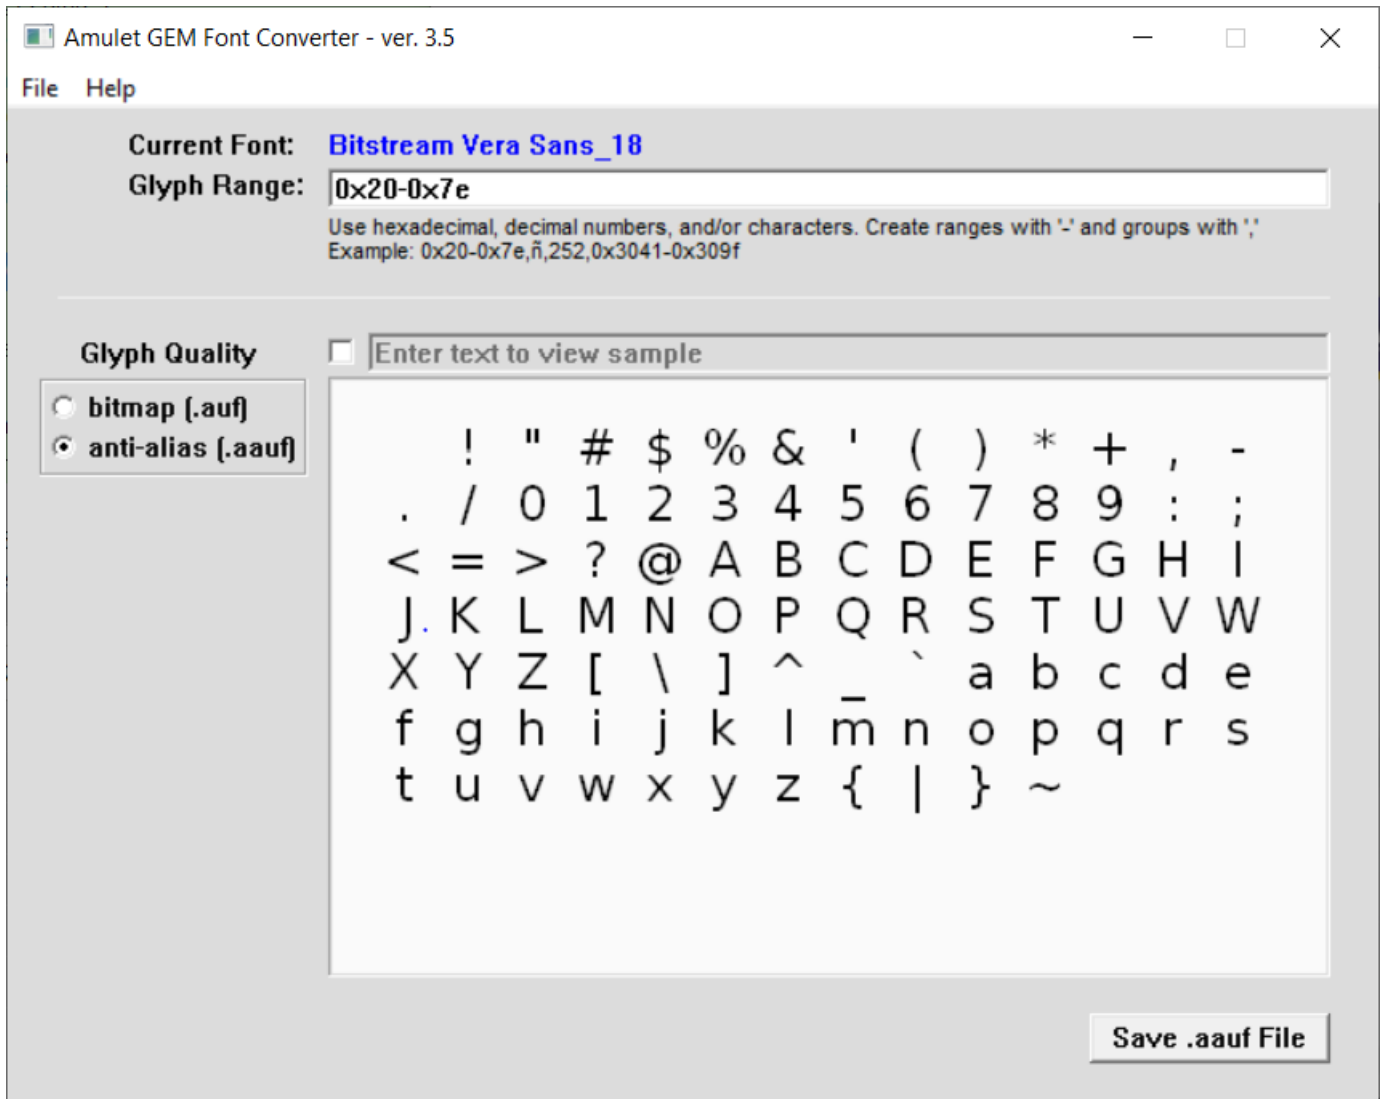 Amulet GEM Font Converter - ver. 3.5
File Help
Current Font: Bitstream Vera Sans_18
Glyph Range: 0x20-0x7e
Use hexadecimal, decimal numbers, and/or characters. Create ranges with '-' and groups with ','
Example: 0x20-0x7e,ñ,252,0x3041-0x309f
Glyph Quality
Enter text to view sample
bitmap (.auf)
anti-alias (.aauf)
! " # $ % & ' ( ) * + , -
. / 0 1 2 3 4 5 6 7 8 9 : ;
< = > ? @ A B C D E F G H I
J . K L M N O P Q R S T U V W
X Y Z [ \ ] ^ _ ` a b c d e
f g h i j k l m n o p q r s
t u v w x y z { | } ~
Save .aauf File